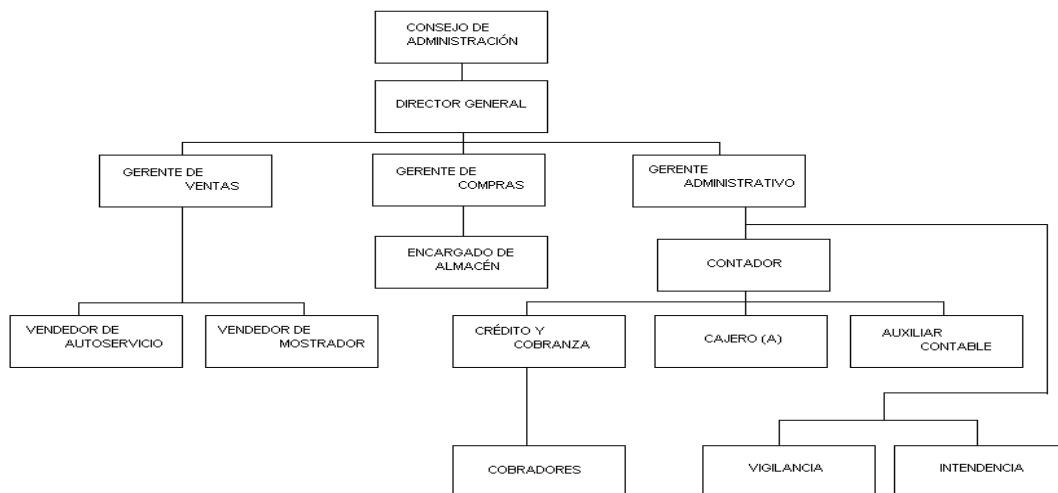 CONSEJO DE
ADMINISTRACIÓN
DIRECTOR GENERAL
GERENTE DE
VENTAS
GERENTE DE
COMPRAS
GERENTE
ADMINISTRATIVO
ENCARGADO DE
ALMACÉN
CONTADOR
VENDEDOR DE
AUTOSERVICIO
VENDEDOR DE
MOSTRADOR
CRÉDITO Y
COBRANZA
CAJERO (A)
AUXILIAR
CONTABLE
COBRADORES
VIGILANCIA
INTENDENCIA